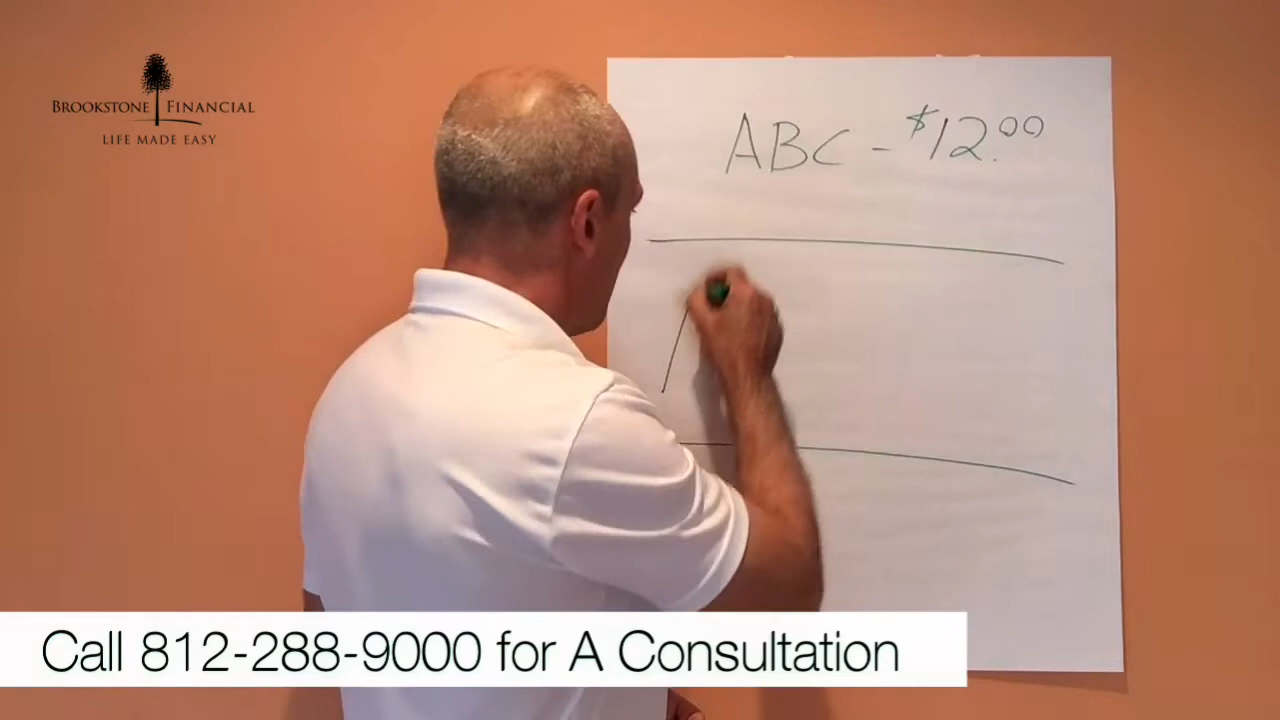 BROOKSTONE FINANCIAL
LIFE MADE EASY
ABC - $12.00
Call 812-288-9000 for A Consultation